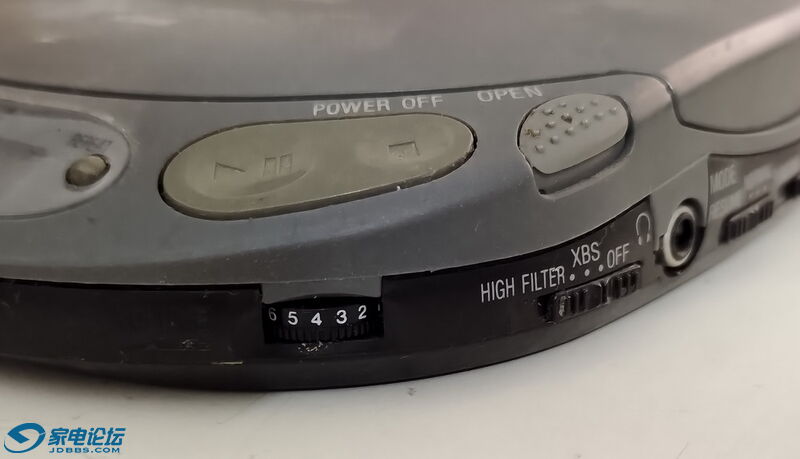 POWER OFF
OPEN
MODE
XBS
HIGH FILTER • • • OFF
6 5 4 3 2
家电论坛
JDBBS.COM